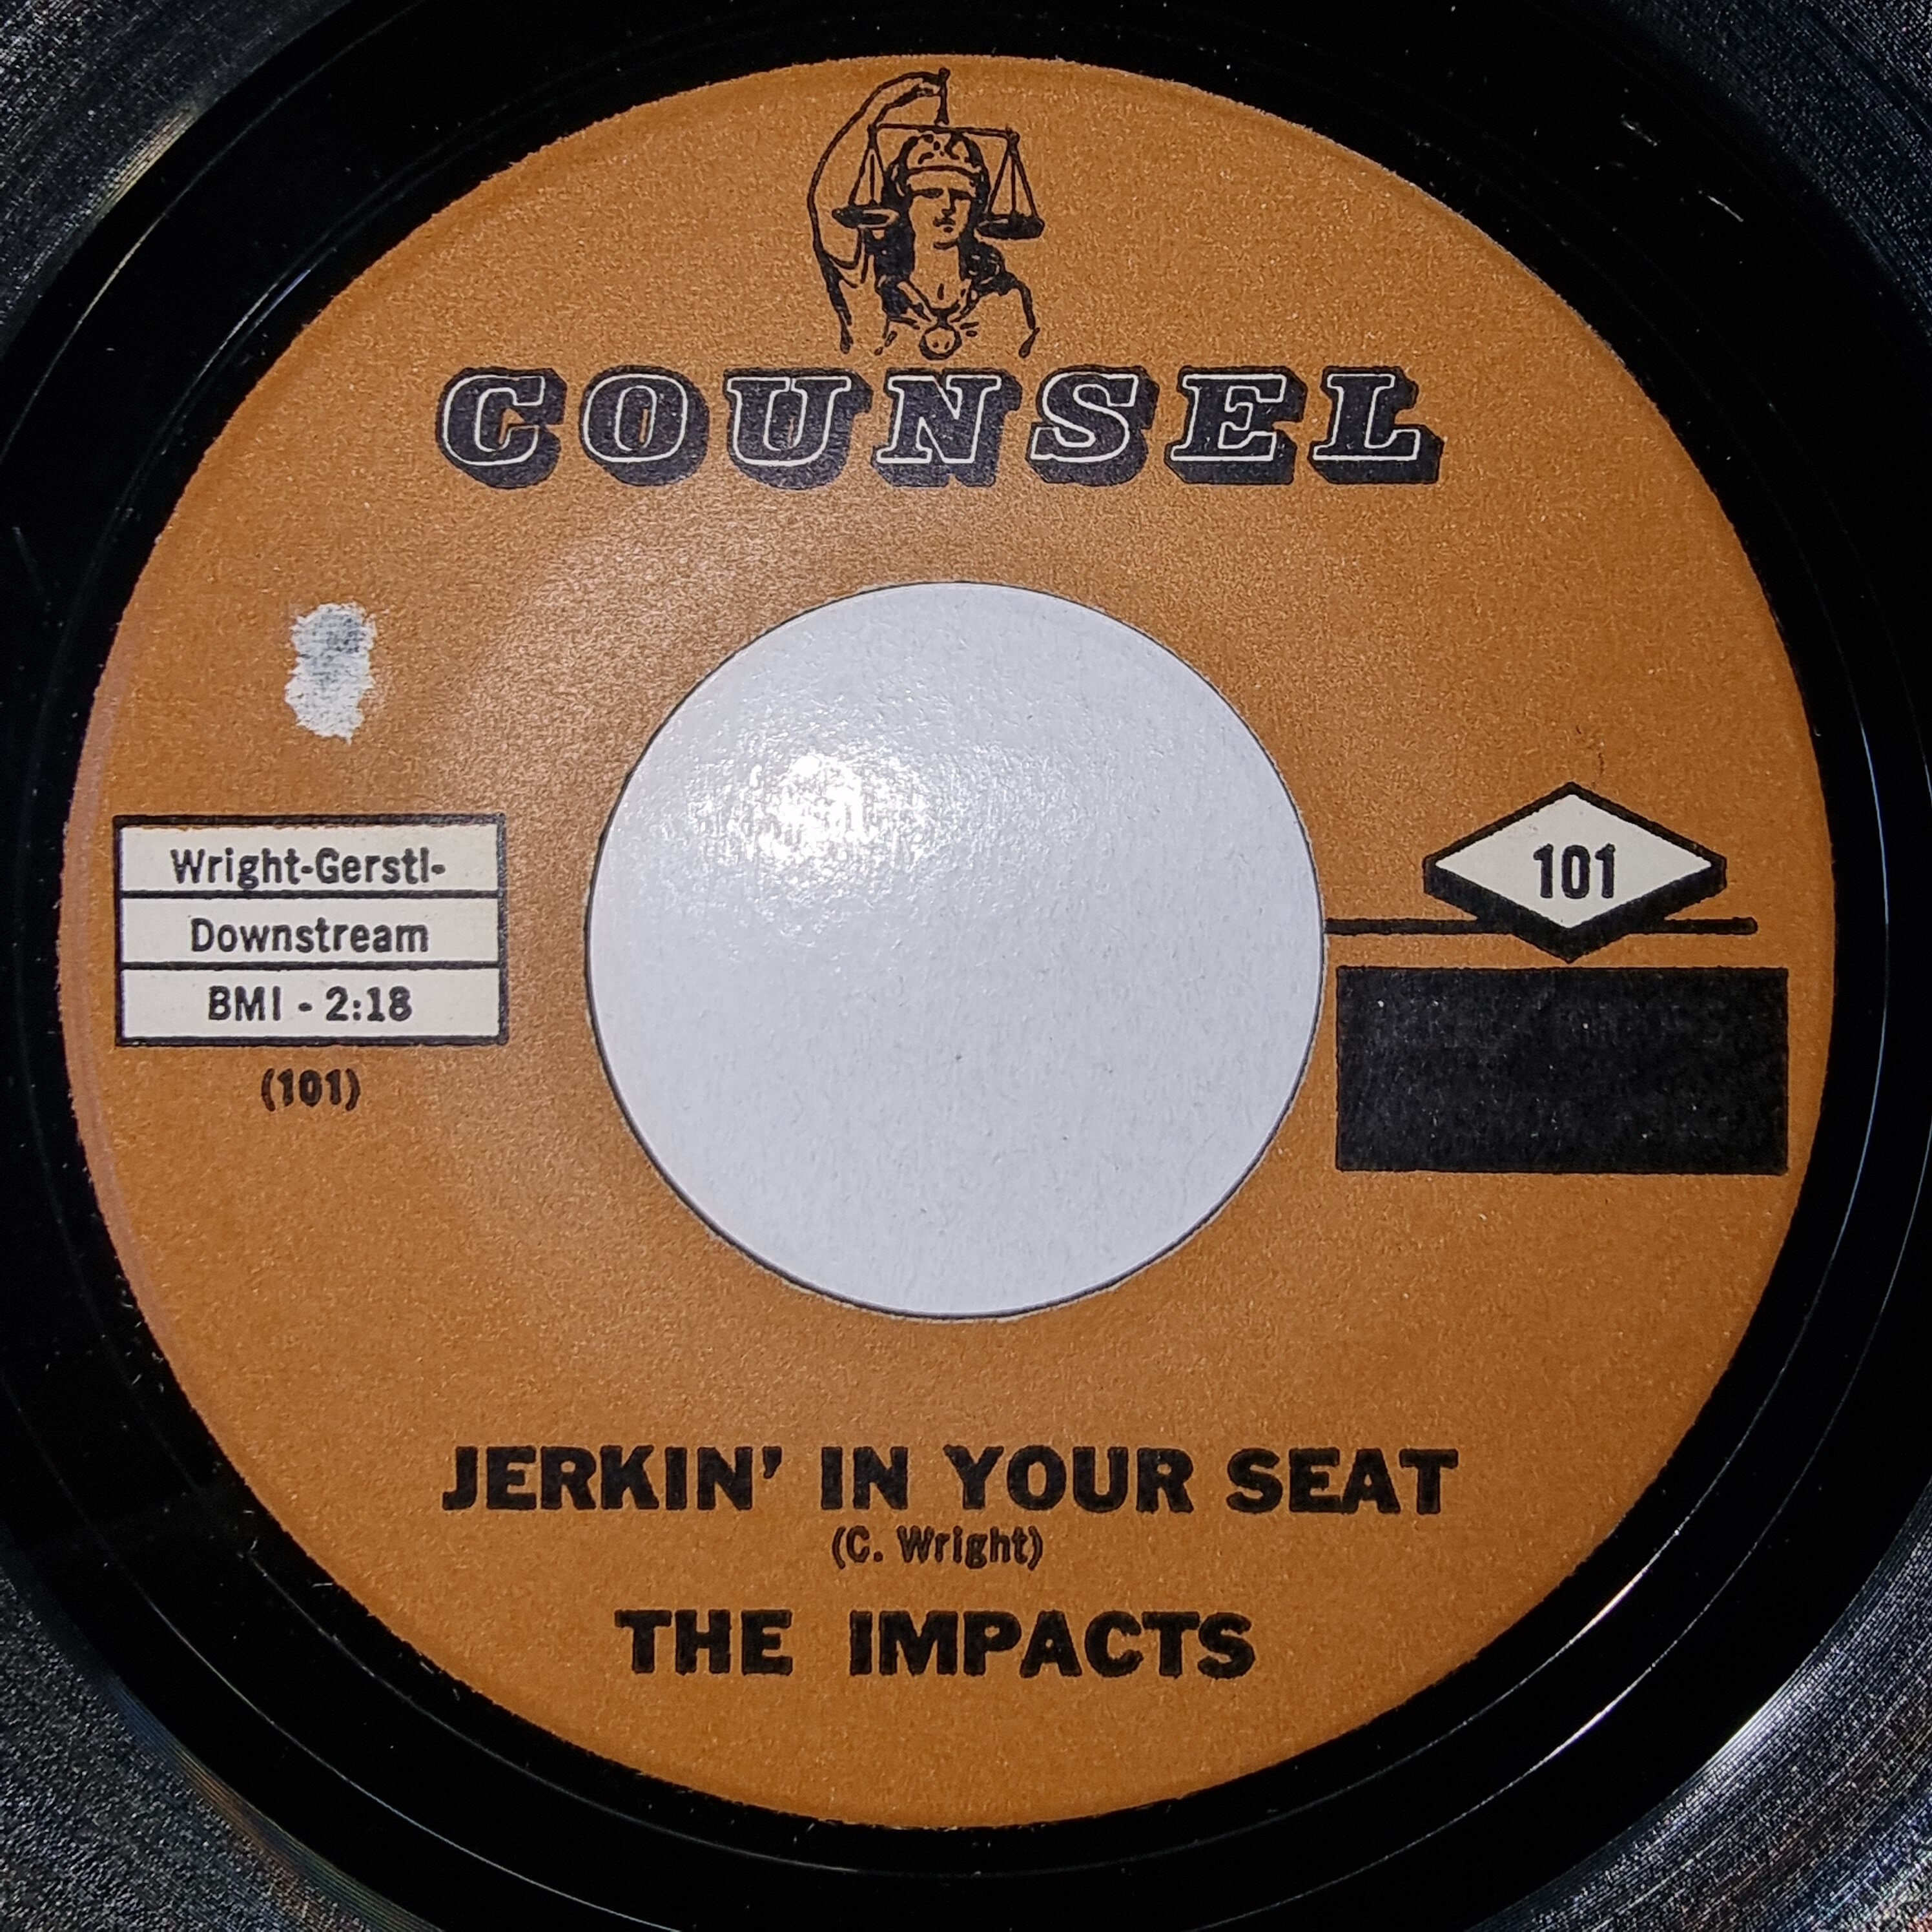 COUNSEL
Wright-Gerstl-
Downstream
BMI - 2:18
(101)
101
JERKIN' IN YOUR SEAT
(C. Wright)
THE IMPACTS